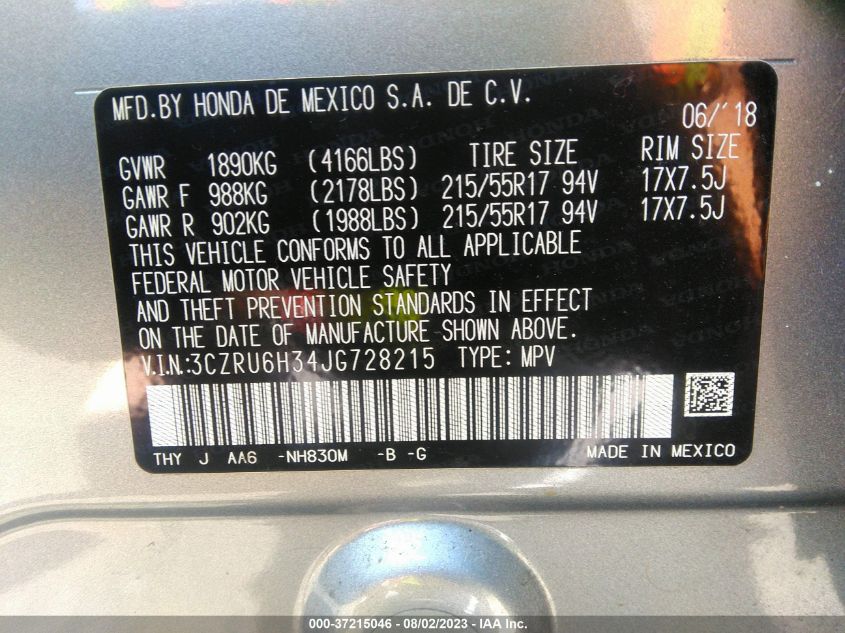 MFD.BY HONDA DE MEXICO S.A. DE C.V.
06/'18
GVWR 1890KG (4166LBS) TIRE SIZE RIM SIZE
GAWR F 988KG (2178LBS) 215/55R17 94V 17X7.5J
GAWR R 902KG (1988LBS) 215/55R17 94V 17X7.5J
THIS VEHICLE CONFORMS TO ALL APPLICABLE
FEDERAL MOTOR VEHICLE SAFETY
AND THEFT PREVENTION STANDARDS IN EFFECT
ON THE DATE OF MANUFACTURE SHOWN ABOVE.
V.I.N.:3CZRU6H34JG728215 TYPE: MPV
THY J AA6 -NH830M -B -G MADE IN MEXICO
000-37215046 - 08/02/2023 - IAA Inc.